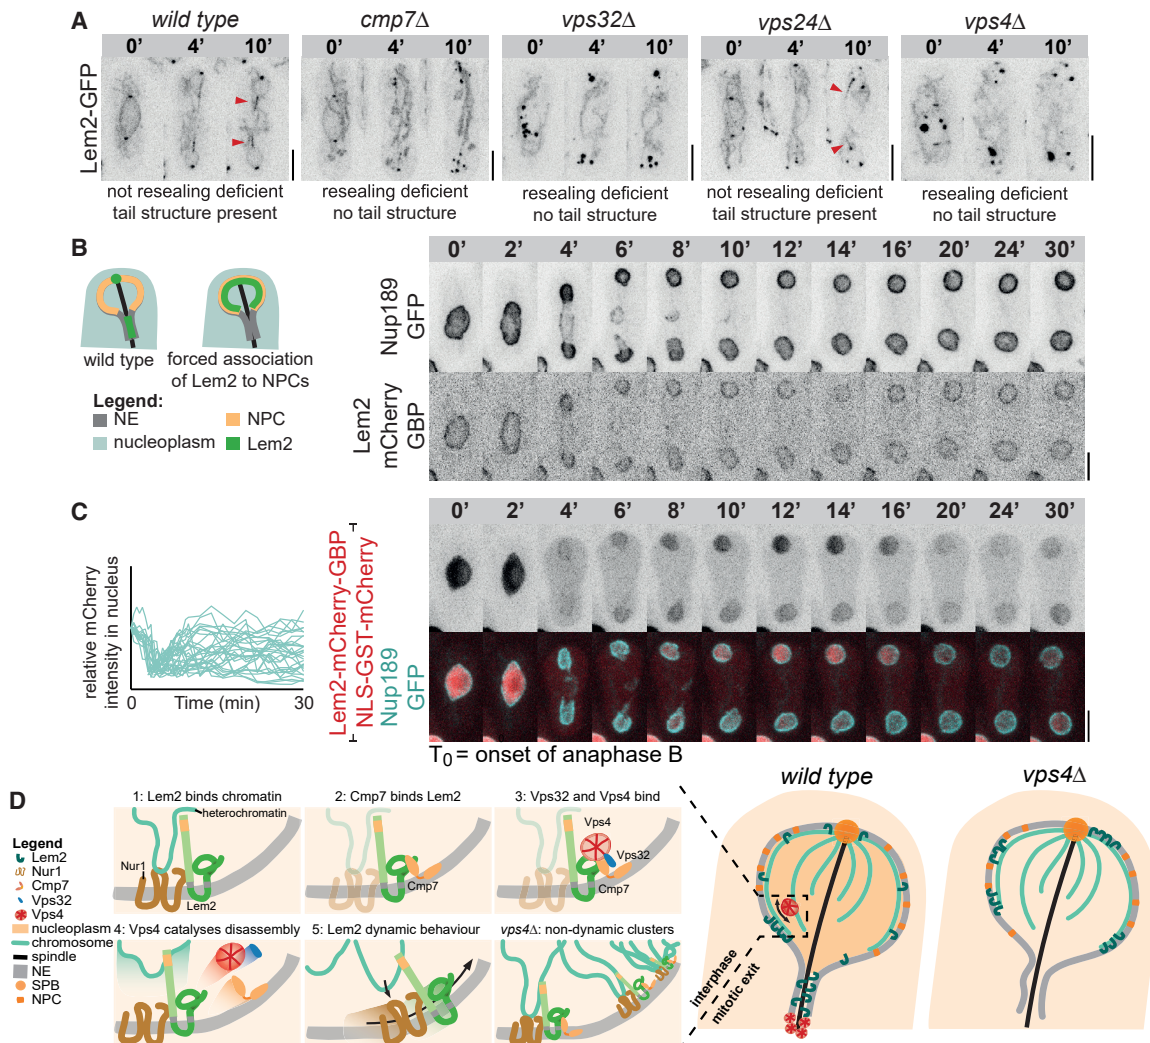 A
wild type
cmp7Δ
vps32Δ
vps24Δ
vps4Δ
0’ 4’ 10’
0’ 4’ 10’
0’ 4’ 10’
0’ 4’ 10’
0’ 4’ 10’
Lem2-GFP
not resealing deficient
tail structure present
resealing deficient
no tail structure
resealing deficient
no tail structure
not resealing deficient
tail structure present
resealing deficient
no tail structure
B
wild type
forced association
of Lem2 to NPCs
Legend:
NE
NPC
nucleoplasm
Lem2
0’ 2’ 4’ 6’ 8’ 10’ 12’ 14’ 16’ 20’ 24’ 30’
Nup189
GFP
Lem2
mCherry
GBP
C
relative mCherry
intensity in nucleus
0 Time (min) 30
Lem2-mCherry-GBP
NLS-GST-mCherry
Nup189
GFP
0’ 2’ 4’ 6’ 8’ 10’ 12’ 14’ 16’ 20’ 24’ 30’
T0 = onset of anaphase B
D
Legend
Lem2
Nur1
Cmp7
Vps32
Vps4
nucleoplasm
chromosome
spindle
NE
SPB
NPC
1: Lem2 binds chromatin
heterochromatin
Nur1
Lem2
2: Cmp7 binds Lem2
Cmp7
3: Vps32 and Vps4 bind
Vps4
Vps32
Cmp7
4: Vps4 catalyses disassembly
5: Lem2 dynamic behaviour
vps4Δ: non-dynamic clusters
wild type
vps4Δ
interphase
mitotic exit